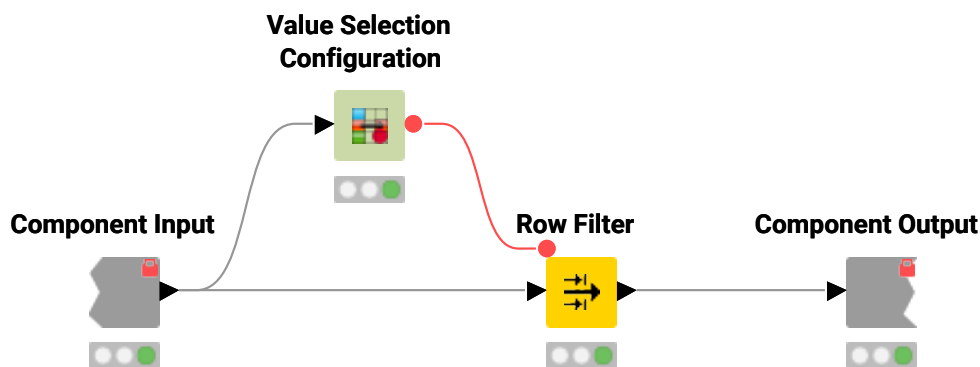 Value Selection
Configuration
Component Input
Row Filter
Component Output